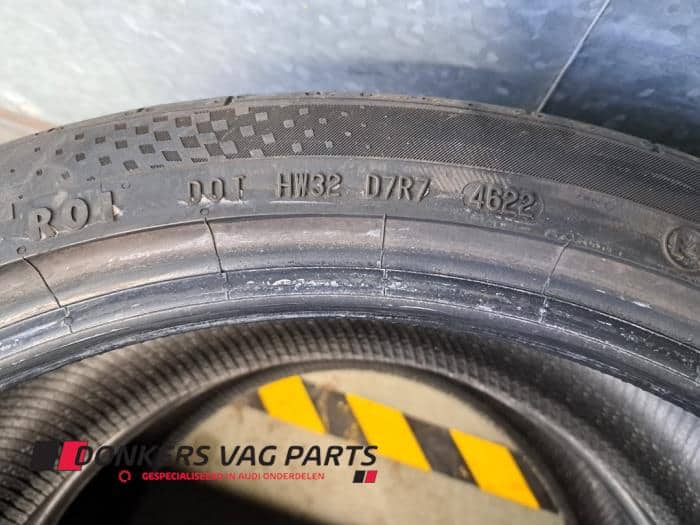 RO1 DOT HW32 D7R7 4622
DONKERS VAG PARTS
GESPECIALISEERD IN AUDI ONDERDELEN